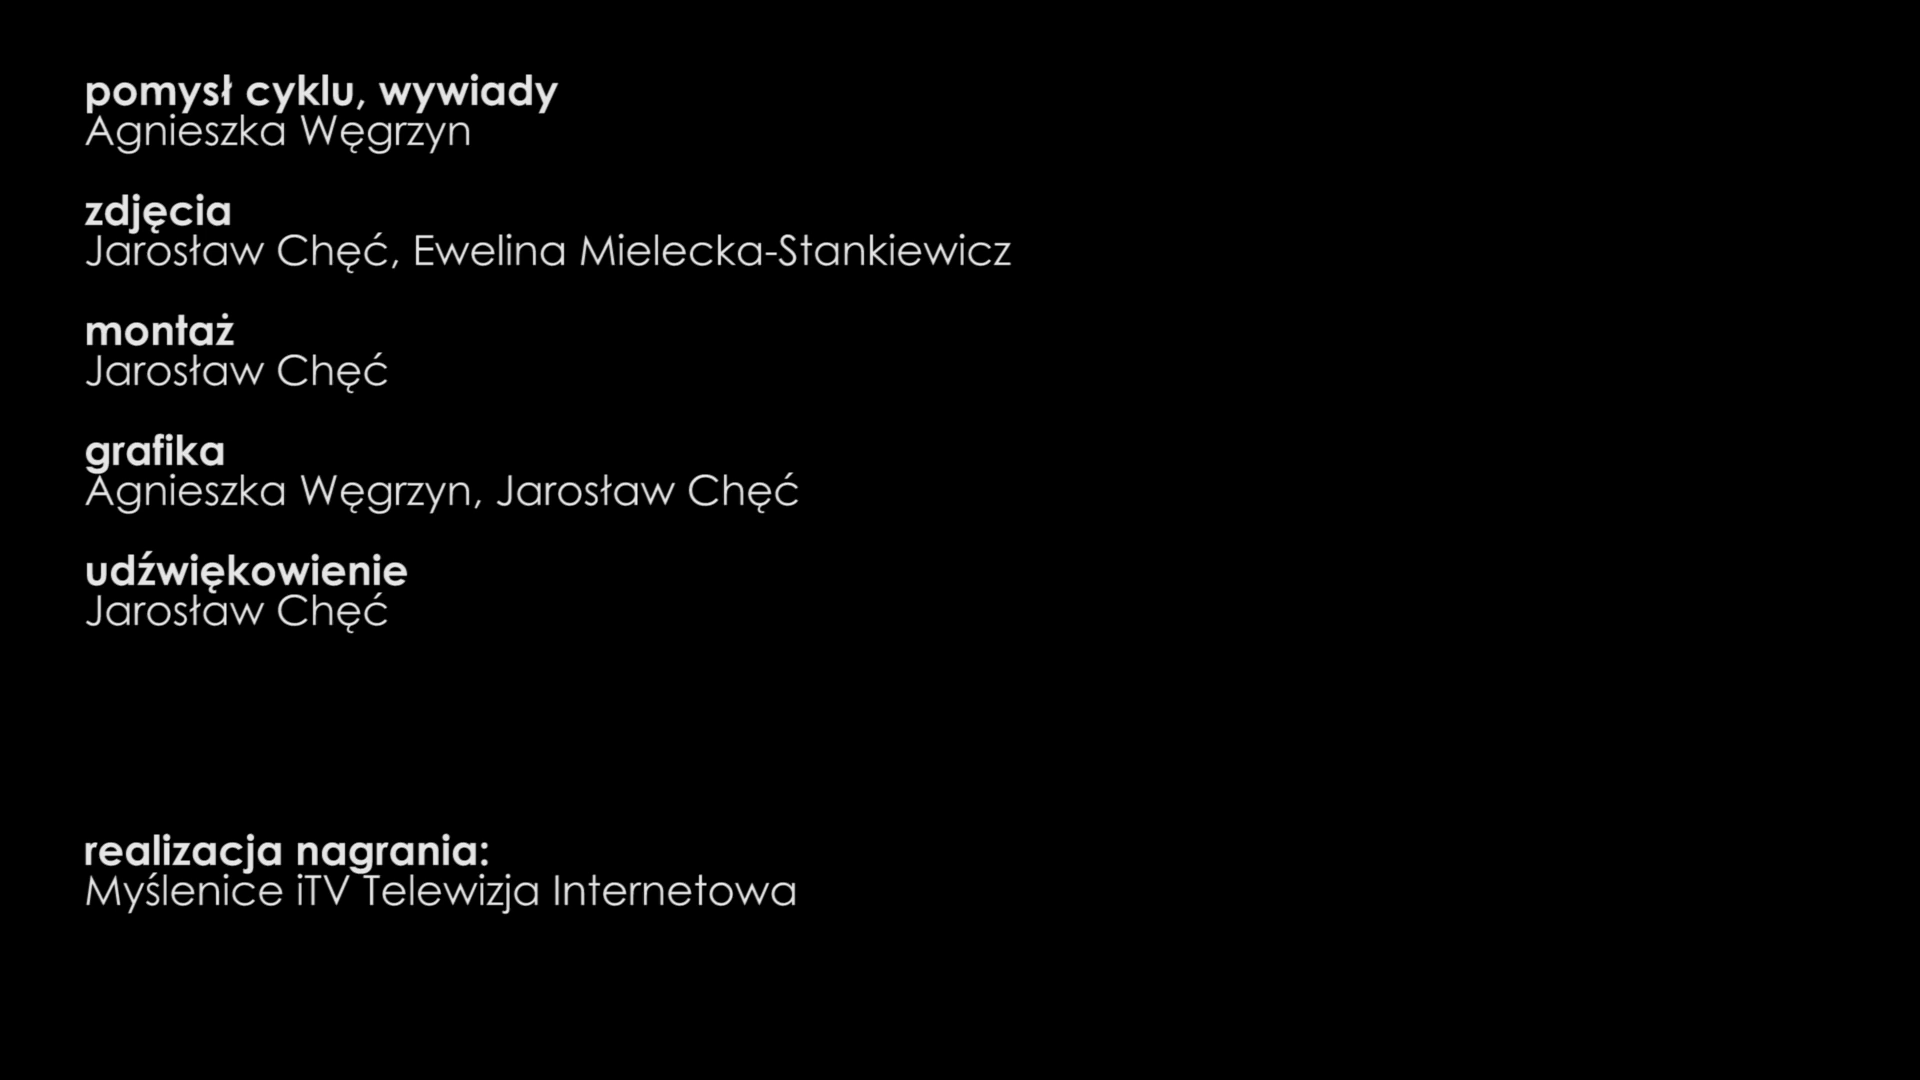 pomysł cyklu, wywiady
Agnieszka Węgrzyn
zdjęcia
Jarosław Chęć, Ewelina Mielecka-Stankiewicz
montaż
Jarosław Chęć
grafika
Agnieszka Węgrzyn, Jarosław Chęć
udźwiękowienie
Jarosław Chęć
realizacja nagrania:
Myślenice iTV Telewizja Internetowa